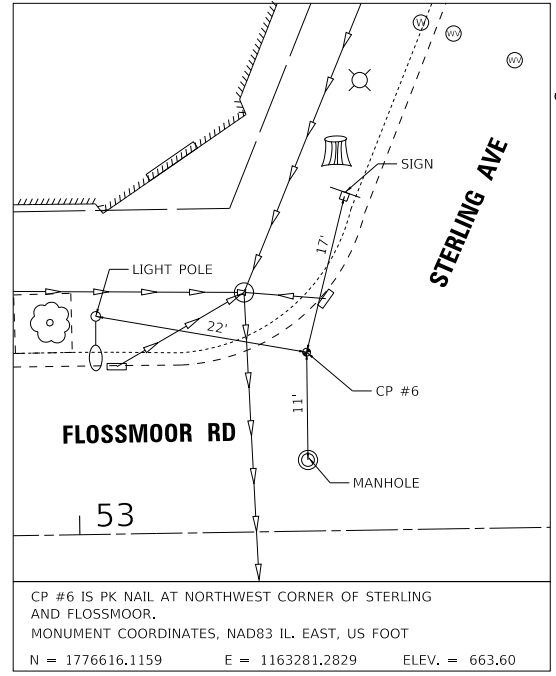 W
WV
WV
SIGN
STERLING AVE
17'
LIGHT POLE
22'
CP #6
11'
FLOSSMOOR RD
MANHOLE
53
CP #6 IS PK NAIL AT NORTHWEST CORNER OF STERLING
AND FLOSSMOOR.
MONUMENT COORDINATES, NAD83 IL. EAST, US FOOT
N = 1776616.1159 E = 1163281.2829 ELEV. = 663.60